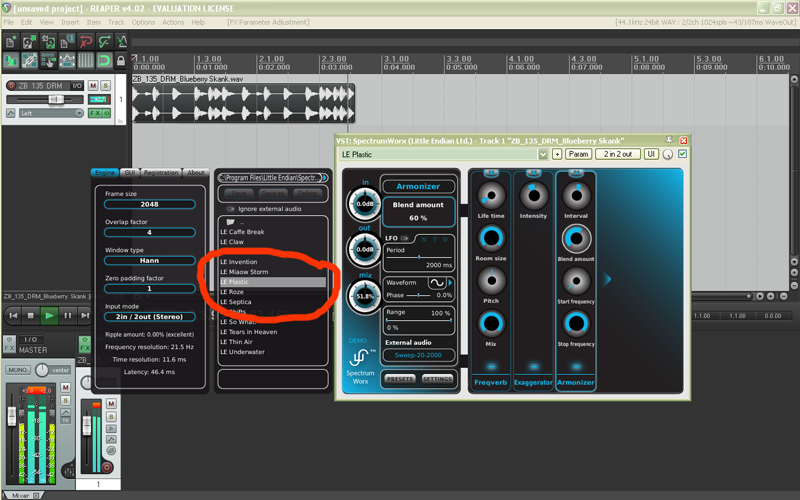 [unsaved project] - REAPER v4.02 - EVALUATION LICENSE
File Edit View Insert Item Track Options Actions Help [FX Parameter Adjustment] [44.1kHz 24bit WAV : 2/2ch 1024spls ~43/187ms WaveOut]
1.1.00 1.3.00 2.1.00 2.3.00 3.1.00 3.3.00 4.1.00 4.3.00 5.1.00 5.3.00 6.1.00
0:00.000 0:01.000 0:02.000 0:03.000 0:04.000 0:05.000 0:06.000 0:07.000 0:08.000 0:09.000 0:10.000
ZB_135_DRM I/O M S
Left FX
1
ZB_135_DRM_Blueberry Skank.wav
VST: SpectrumWorx (Little Endian Ltd.) - Track 1 "ZB_135_DRM_Blueberry Skank"
LE Plastic + Param 2 in 2 out UI
Engine GUI Registration About
Frame size
2048
Overlap factor
4
Window type
Hann
Zero padding factor
1
Input mode
2in / 2out (Stereo)
Ripple amount: 0.00% (excellent)
Frequency resolution: 21.5 Hz
Time resolution: 11.6 ms
Latency: 46.4 ms
:\Program Files\Little Endian\Spectr...
Ignore external audio
..
LE Caffe Break
LE Claw
LE Invention
LE Miaow Storm
LE Plastic
LE Roze
LE Septica
LE So What
LE Tears in Heaven
LE Thin Air
LE Underwater
in
0.0dB
out
0.0dB
mix
51.8%
DEMO
Spectrum
Worx
Armonizer
Blend amount
60 %
LFO N T D
Period
2000 ms
Waveform
Phase 0.0%
Range 100 %
0 %
External audio
Sweep-20-2000
PRESETS SETTINGS
Life time
Room size
Pitch
Mix
Freqverb
Intensity
Exaggerator
Interval
Blend amount
Start frequency
Stop frequency
Armonizer
ZB_135_DRM_Blueberry S
1.1.00
I/O
MASTER
MONO center
M
S
FX
1
Mixer